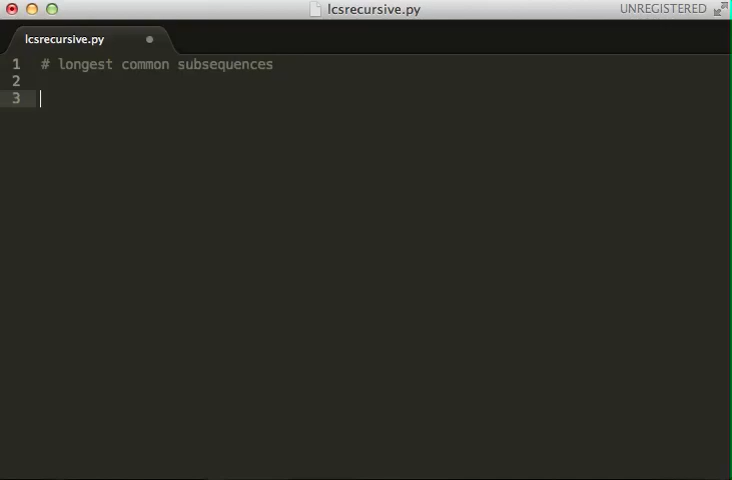 lcsrecursive.py
UNREGISTERED
lcsrecursive.py
1 # longest common subsequences
2
3